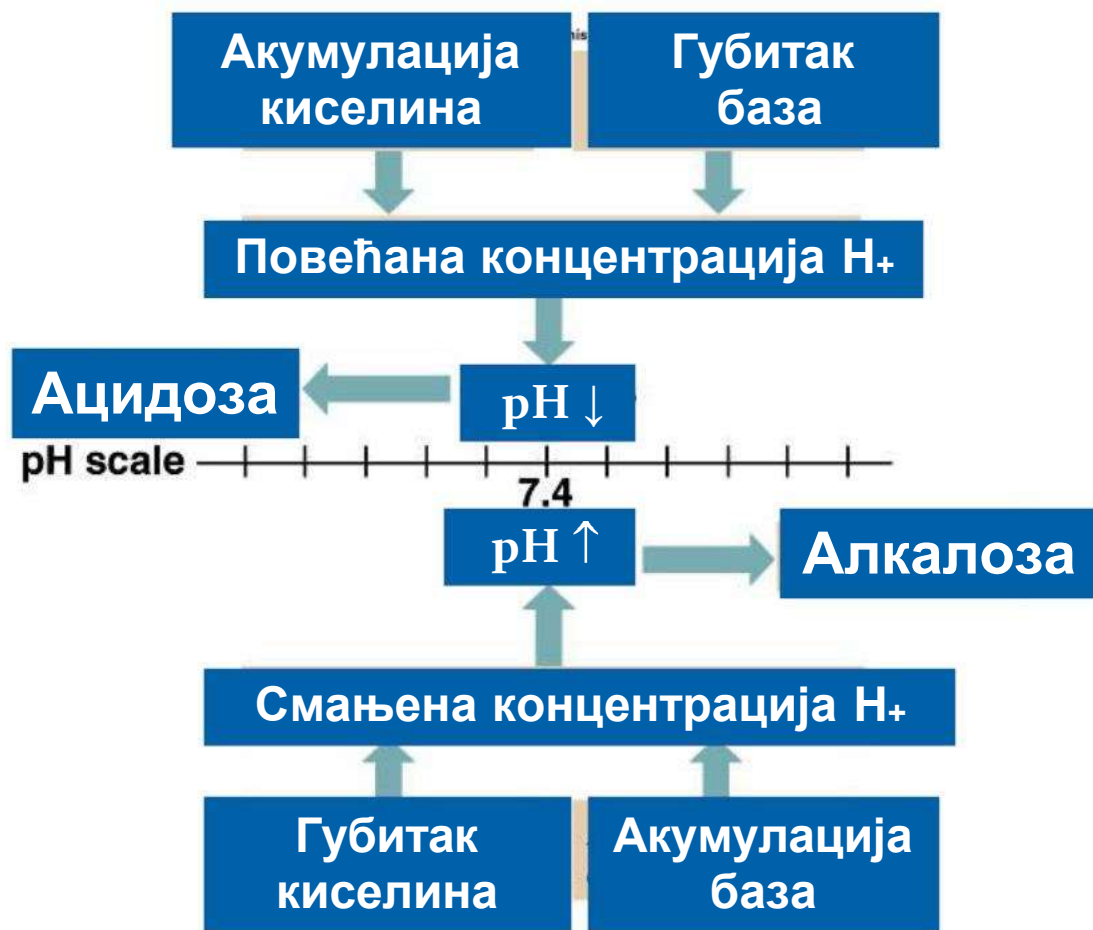 Акумулација
киселина
Губитак
база
Повећана концентрација H+
Ацидоза
pH ↓
pH scale
7.4
pH ↑
Алкалоза
Смањена концентрација H+
Губитак
киселина
Акумулација
база